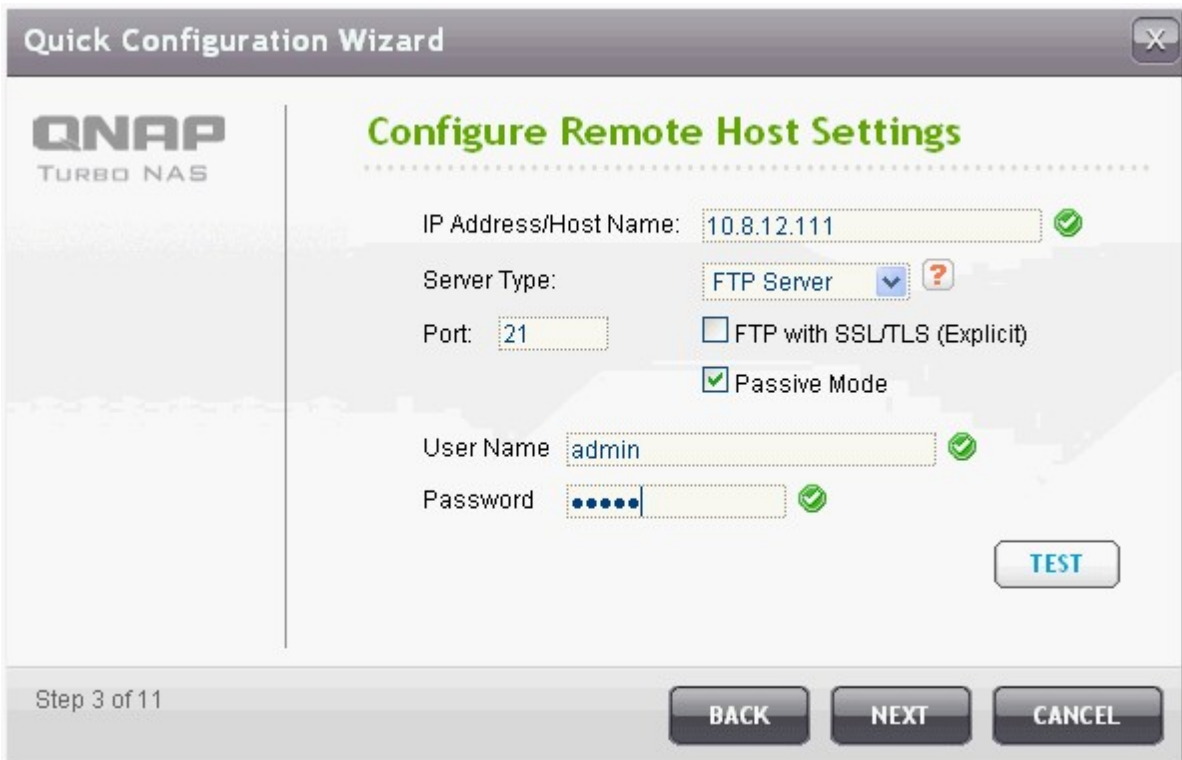 Quick Configuration Wizard
X
QNAP
TURBO NAS
Configure Remote Host Settings
IP Address/Host Name: 10.8.12.111
Server Type: FTP Server ?
Port: 21 FTP with SSL/TLS (Explicit)
Passive Mode
User Name admin
Password •••••
TEST
Step 3 of 11
BACK NEXT CANCEL